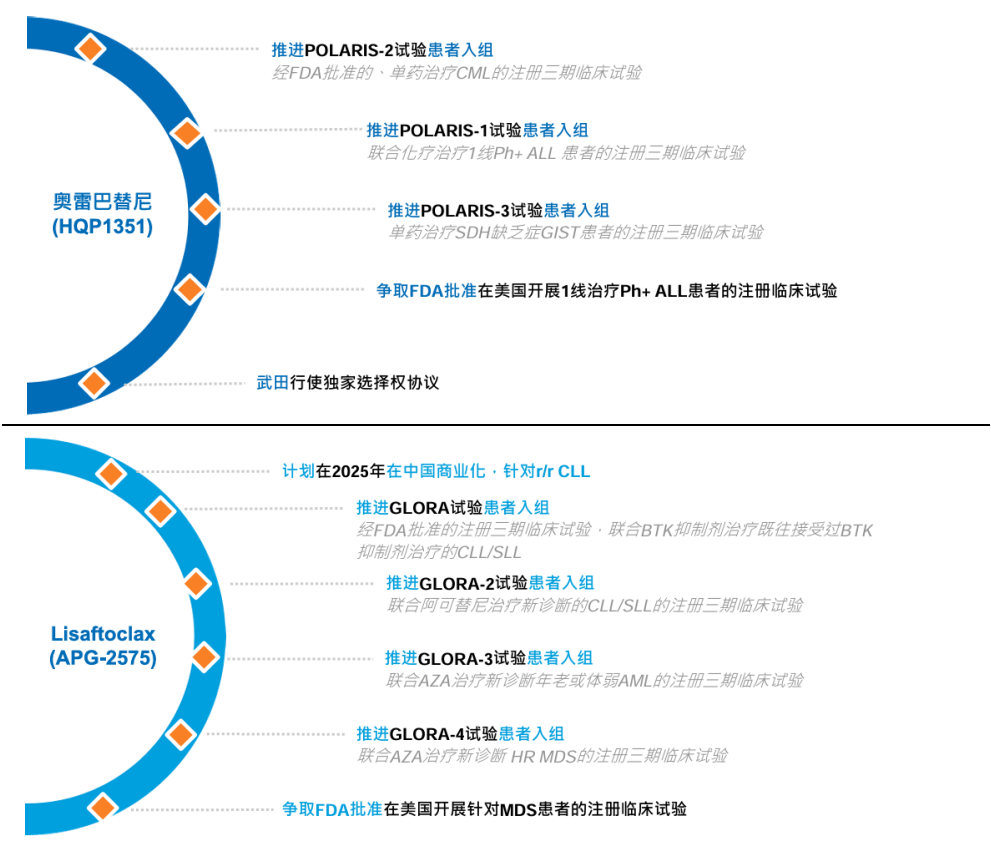 推进POLARIS-2试验患者入组
经FDA批准的、单药治疗CML的注册三期临床试验
推进POLARIS-1试验患者入组
联合化疗治疗1线Ph+ ALL 患者的注册三期临床试验
奥雷巴替尼
(HQP1351)
推进POLARIS-3试验患者入组
单药治疗SDH缺乏症GIST患者的注册三期临床试验
争取FDA批准在美国开展1线治疗Ph+ ALL患者的注册临床试验
武田行使独家选择权协议
计划在2025年在中国商业化，针对r/r CLL
推进GLORA试验患者入组
经FDA批准的注册三期临床试验，联合BTK抑制剂治疗既往接受过BTK
抑制剂治疗的CLL/SLL
推进GLORA-2试验患者入组
联合阿可替尼治疗新诊断的CLL/SLL的注册三期临床试验
Lisaftoclax
(APG-2575)
推进GLORA-3试验患者入组
联合AZA治疗新诊断年老或体弱AML的注册三期临床试验
推进GLORA-4试验患者入组
联合AZA治疗新诊断 HR MDS的注册三期临床试验
争取FDA批准在美国开展针对MDS患者的注册临床试验